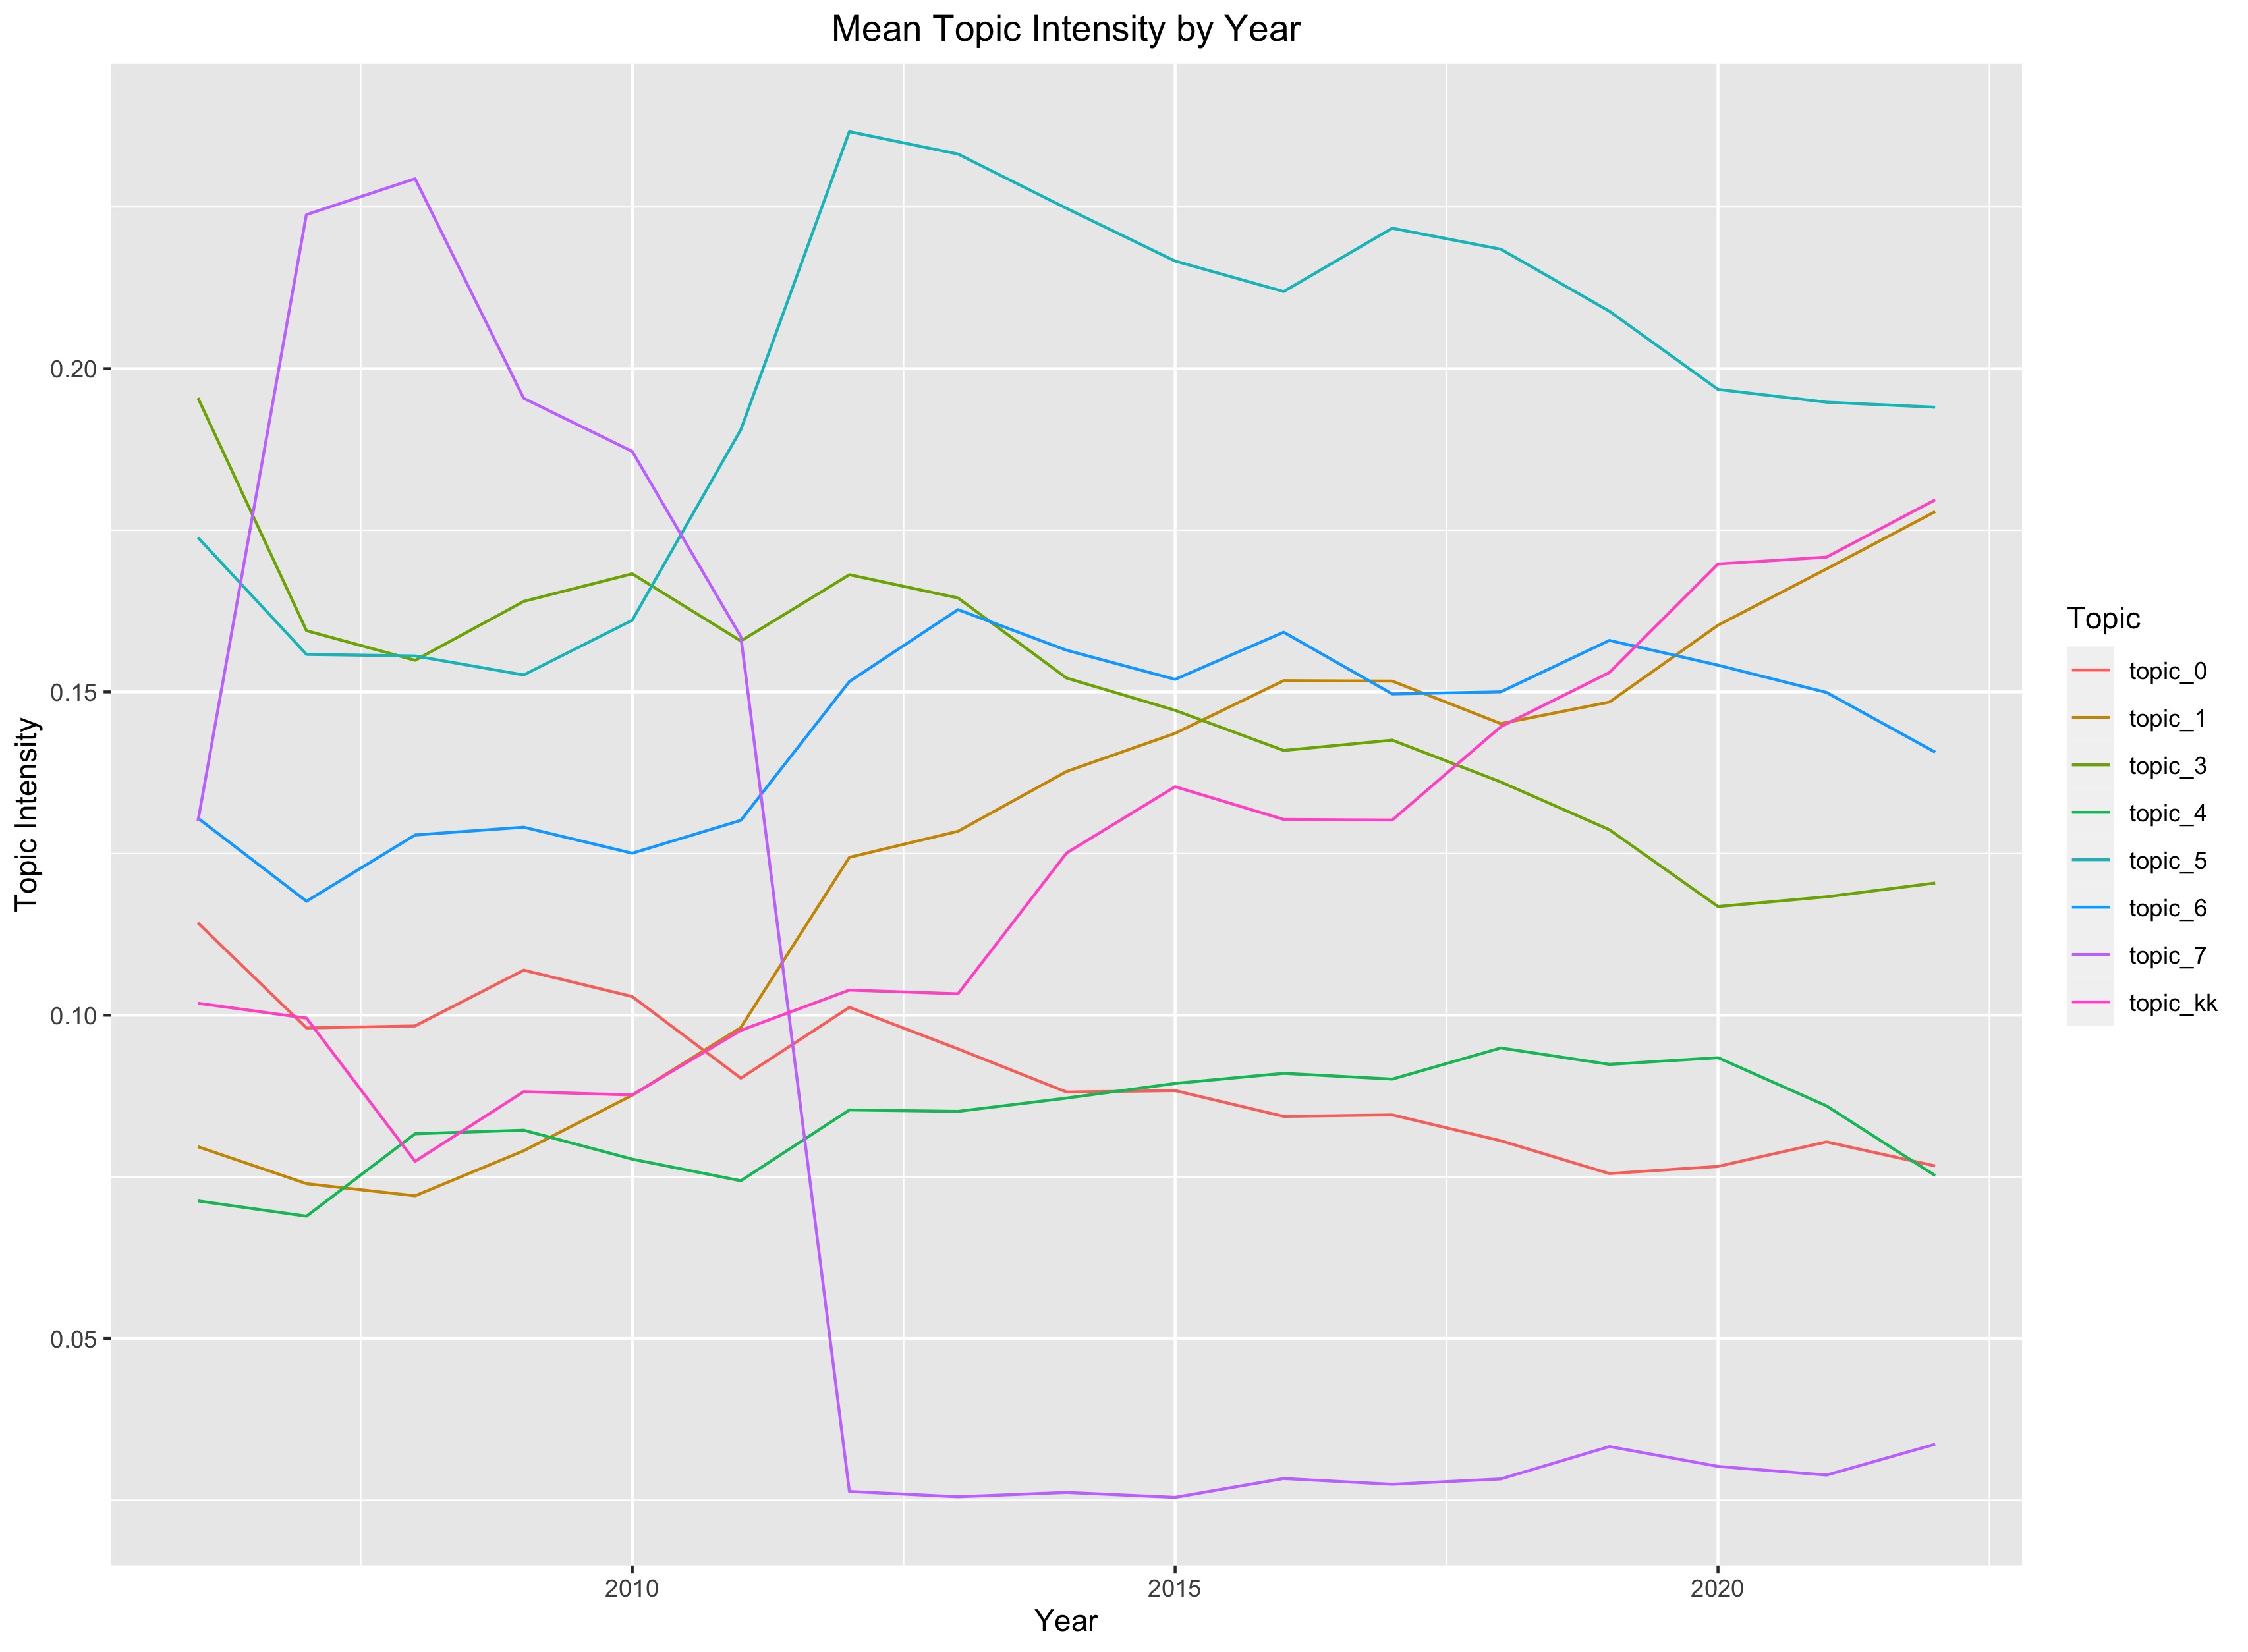 Mean Topic Intensity by Year
Topic Intensity
0.20
0.15
0.10
0.05
2010
2015
2020
Year
Topic
topic_0
topic_1
topic_3
topic_4
topic_5
topic_6
topic_7
topic_kk